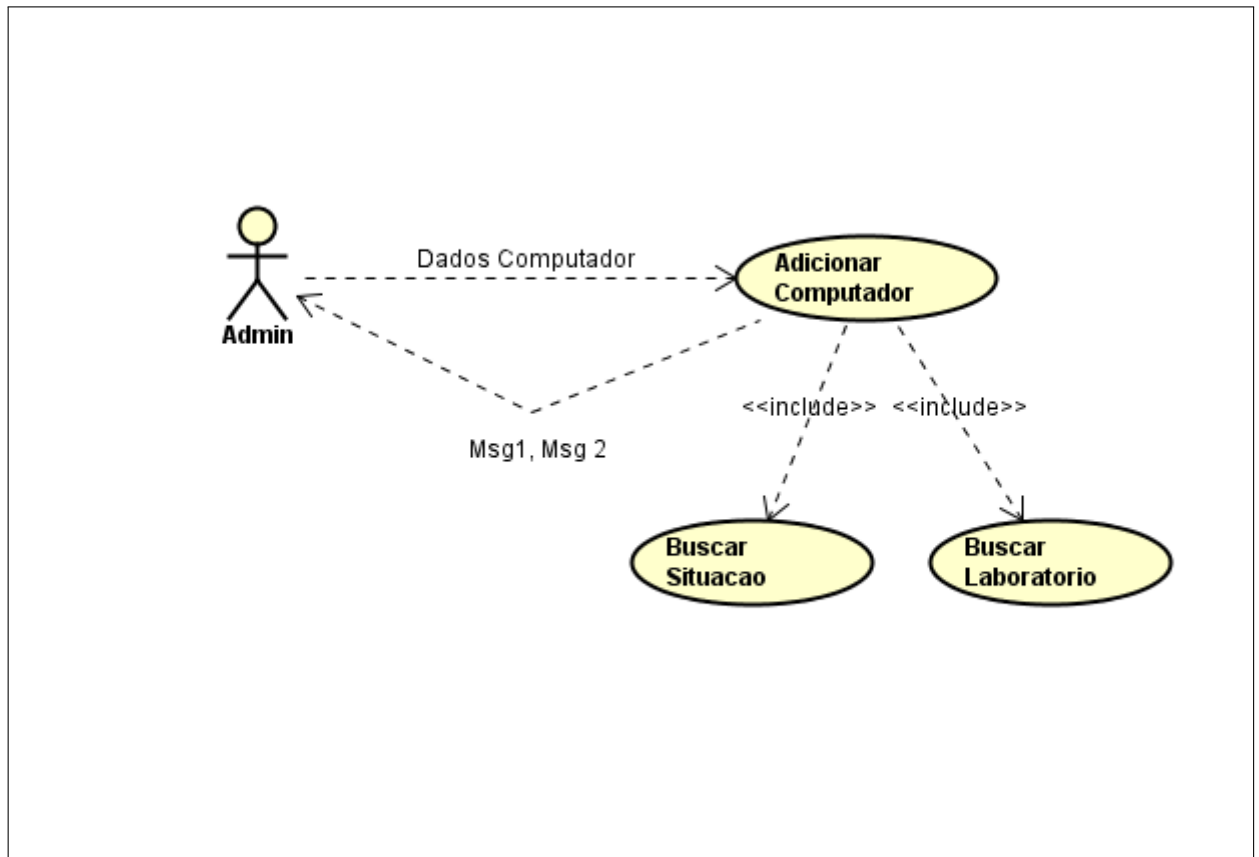 Dados Computador
Adicionar
Computador
Admin
<<include>>
<<include>>
Msg1, Msg 2
Buscar
Situacao
Buscar
Laboratorio